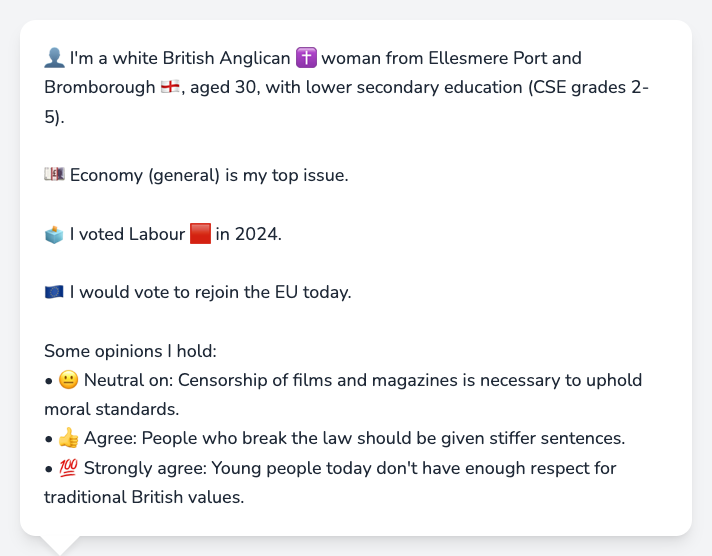 👤 I'm a white British Anglican ✝️ woman from Ellesmere Port and
Bromborough 🏴󠁧󠁢󠁥󠁮󠁧󠁿, aged 30, with lower secondary education (CSE grades 2-
5).
💷 Economy (general) is my top issue.
🗳️ I voted Labour 🟥 in 2024.
🇪🇺 I would vote to rejoin the EU today.
Some opinions I hold:
• 😐 Neutral on: Censorship of films and magazines is necessary to uphold
moral standards.
• 👍 Agree: People who break the law should be given stiffer sentences.
• 💯 Strongly agree: Young people today don't have enough respect for
traditional British values.